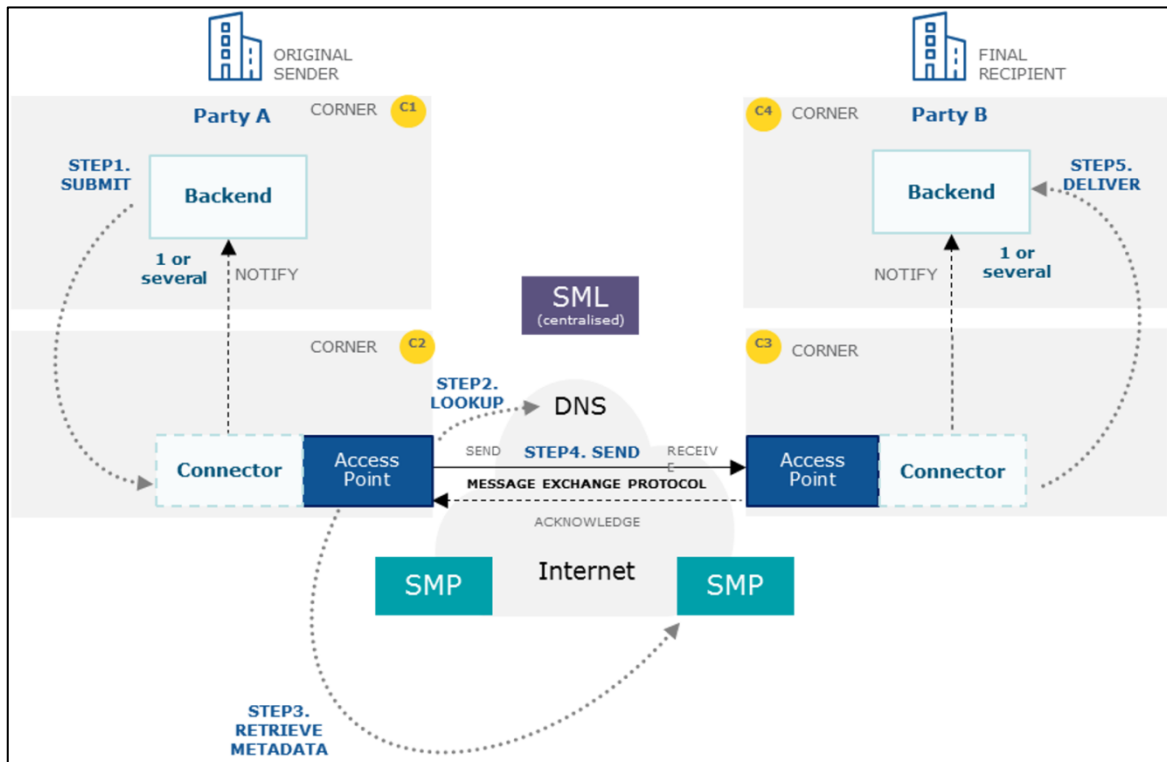 ORIGINAL
SENDER
FINAL
RECIPIENT
Party A
CORNER
C1
C4
CORNER
Party B
STEP1.
SUBMIT
Backend
Backend
STEP5.
DELIVER
1 or
several
NOTIFY
NOTIFY
1 or
several
SML
(centralised)
CORNER
C2
C3
CORNER
STEP2.
LOOKUP
DNS
Connector
Access
Point
SEND
STEP4. SEND
RECEIV
E
MESSAGE EXCHANGE PROTOCOL
ACKNOWLEDGE
Access
Point
Connector
Internet
SMP
SMP
STEP3.
RETRIEVE
METADATA